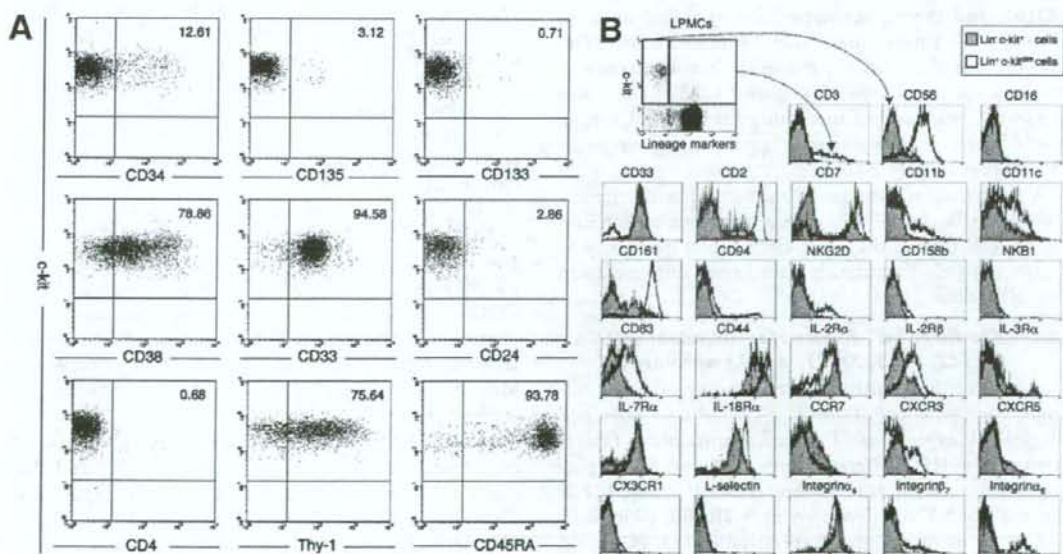 A
12.61
3.12
0.71
CD34
CD135
CD133
78.86
94.58
2.86
c-kit
CD38
CD33
CD24
0.68
75.64
93.78
CD4
Thy-1
CD45RA
B
LPMCs
c-kit
Lineage markers
Lin⁻ c-kit⁺ cells
Lin⁺ c-kit cells
CD3
CD56
CD16
CD33
CD2
CD7
CD11b
CD11c
CD161
CD94
NKG2D
CD158b
NKB1
CD83
CD44
IL-2Rα
IL-2Rβ
IL-3Rα
IL-7Rα
IL-18Rα
CCR7
CXCR3
CXCR5
CX3CR1
L-selectin
Integrinα₄
Integrinβ₇